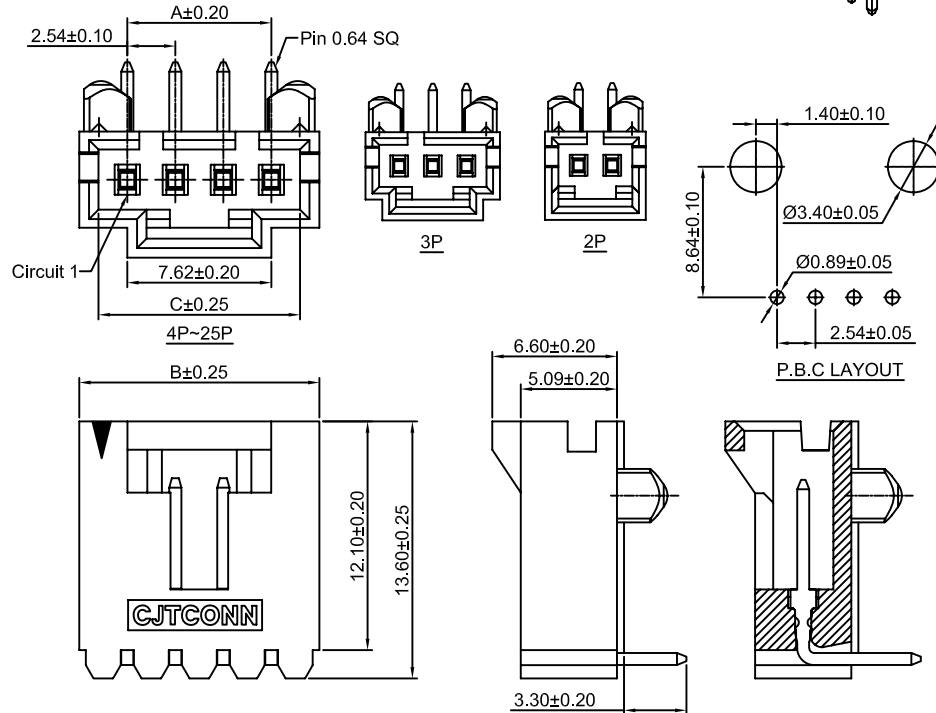 A±0.20
2.54±0.10
Pin 0.64 SQ
Circuit 1
7.62±0.20
C±0.25
4P~25P
3P
2P
1.40±0.10
8.64±0.10
Ø3.40±0.05
Ø0.89±0.05
2.54±0.05
P.B.C LAYOUT
B±0.25
12.10±0.20
13.60±0.25
CJTCONN
6.60±0.20
5.09±0.20
3.30±0.20